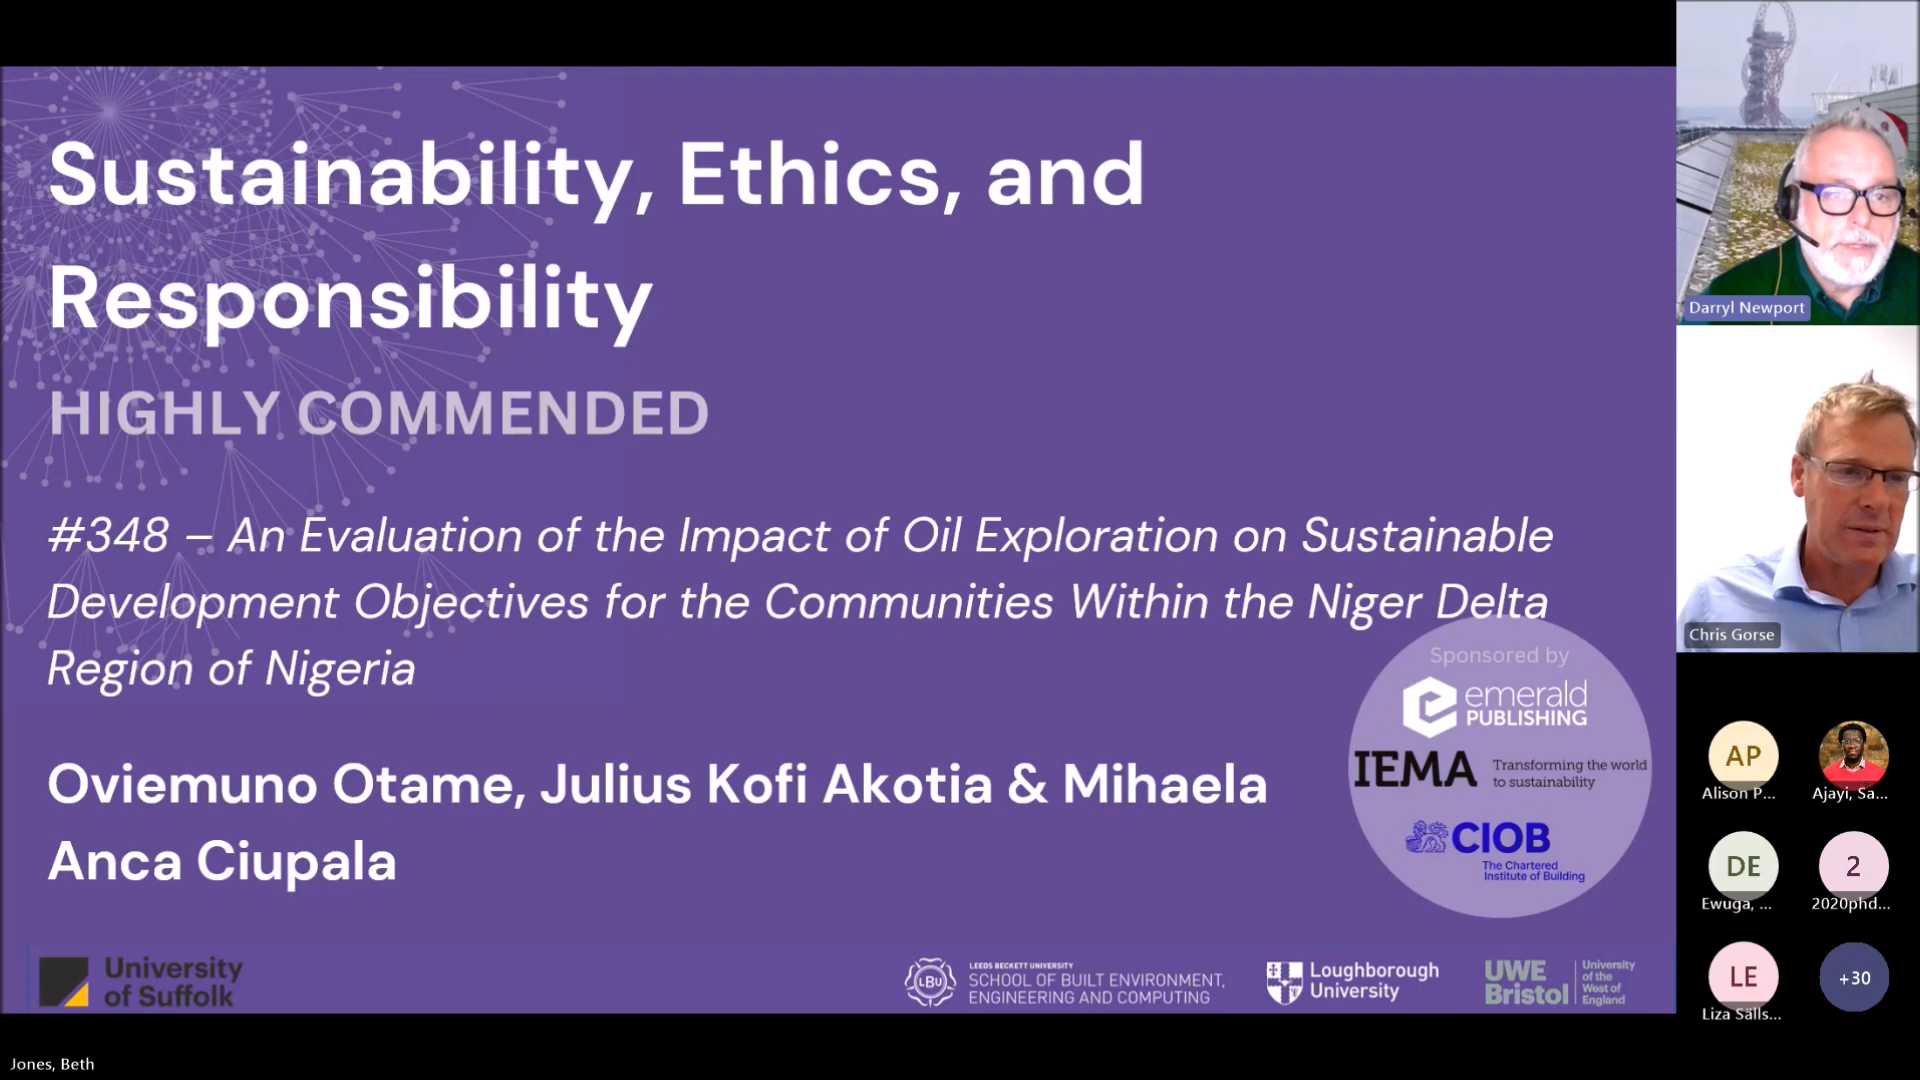 Sustainability, Ethics, and
Responsibility
HIGHLY COMMENDED
#348 – An Evaluation of the Impact of Oil Exploration on Sustainable
Development Objectives for the Communities Within the Niger Delta
Region of Nigeria
Oviemuno Otame, Julius Kofi Akotia & Mihaela
Anca Ciupala
Sponsored by
emerald
PUBLISHING
IEMA Transforming the world
to sustainability
CIOB
The Chartered
Institute of Building
University
of Suffolk
LBU
LEEDS BECKETT UNIVERSITY
SCHOOL OF BUILT ENVIRONMENT,
ENGINEERING AND COMPUTING
Loughborough
University
UWE
Bristol
University
of the
West of
England
Darryl Newport
Chris Gorse
AP
Alison P...
Ajayi, Sa...
DE
Ewuga, ...
2
2020phd...
LE
Liza Sälls...
+30
Jones, Beth